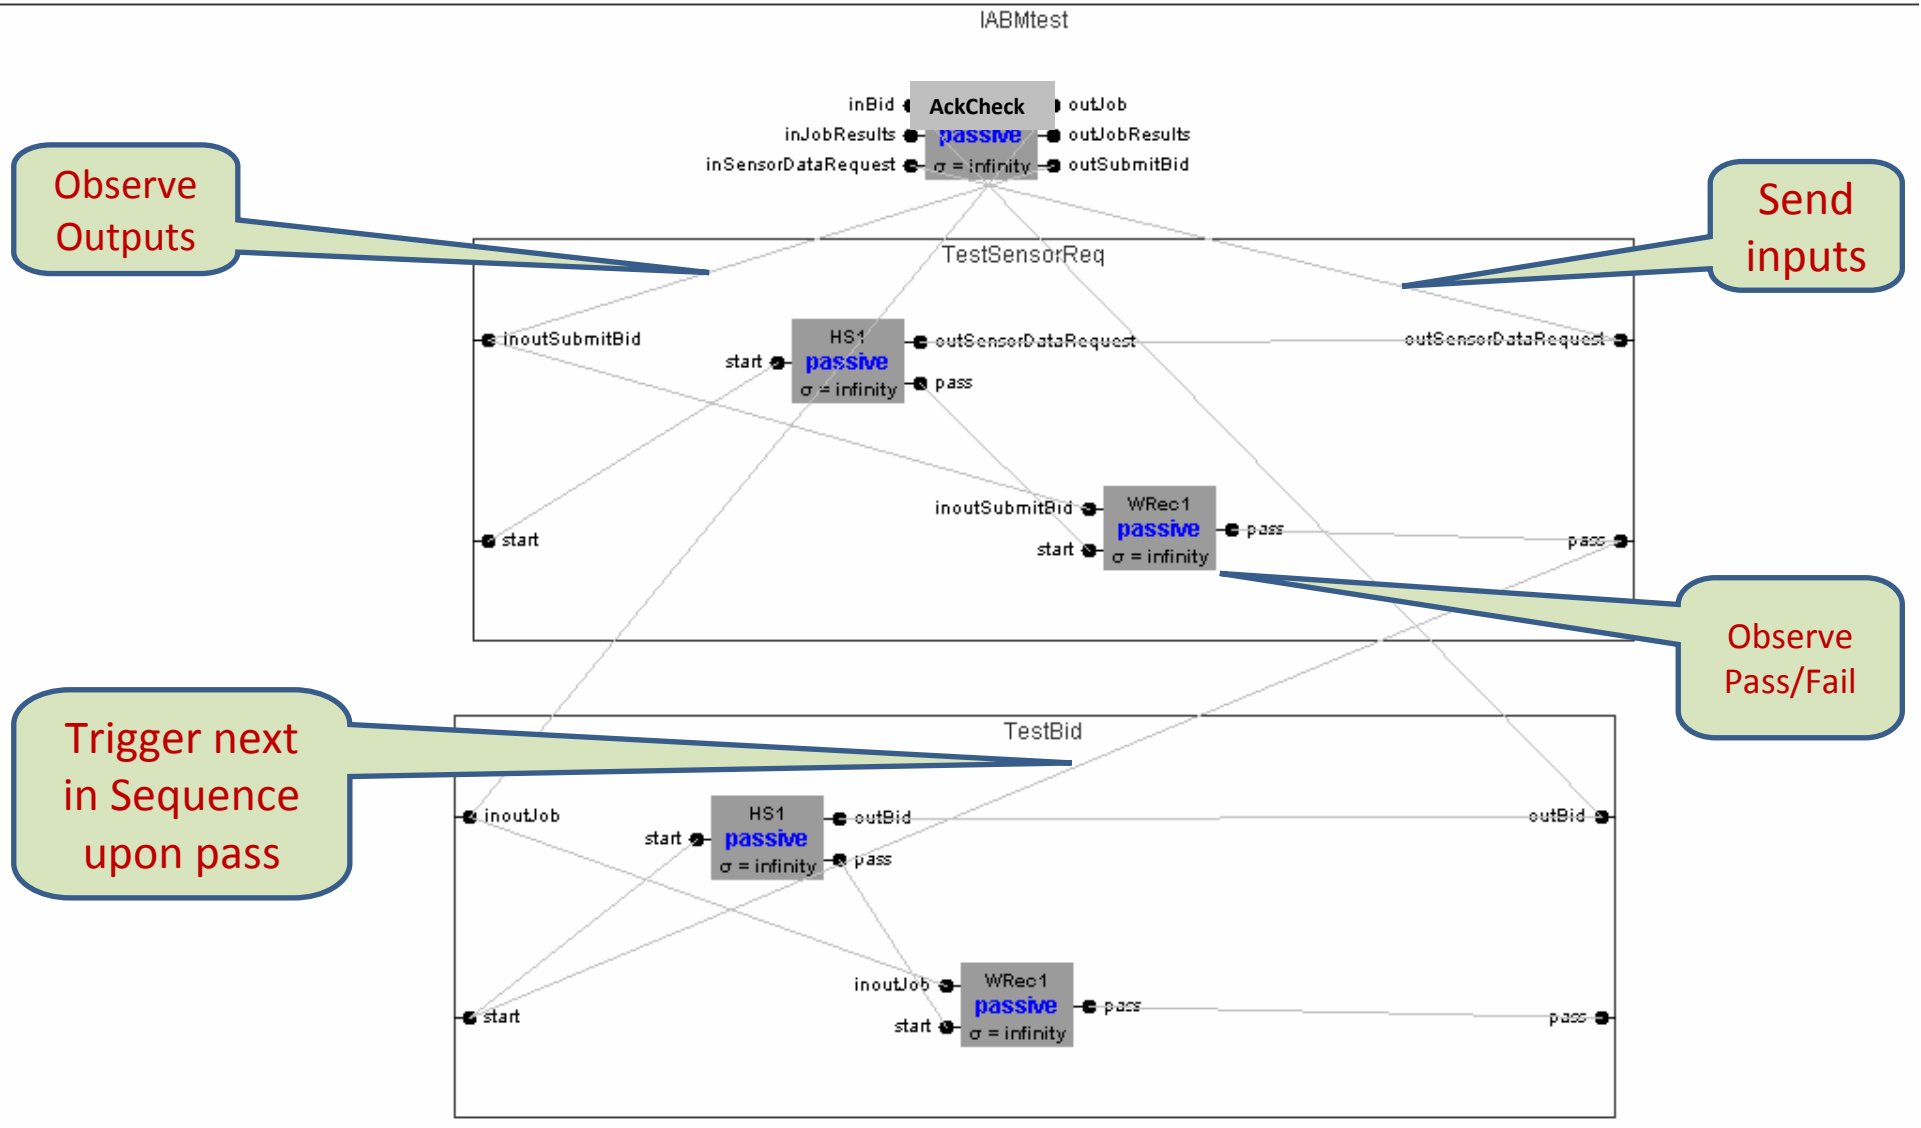 IABMtest
inBid
AckCheck
outJob
inJobResults
passive
outJobResults
inSensorDataRequest
σ = infinity
outSubmitBid
Observe
Outputs
Send
inputs
TestSensorReq
inoutSubmitBid
HS1
outSensorDataRequest
outSensorDataRequest
start
passive
pass
σ = infinity
inoutSubmitBid
WRec1
passive
pass
start
σ = infinity
start
pass
Observe
Pass/Fail
Trigger next
in Sequence
upon pass
TestBid
inoutJob
HS1
outBid
outBid
start
passive
pass
σ = infinity
inoutJob
WRec1
passive
pass
start
σ = infinity
start
pass